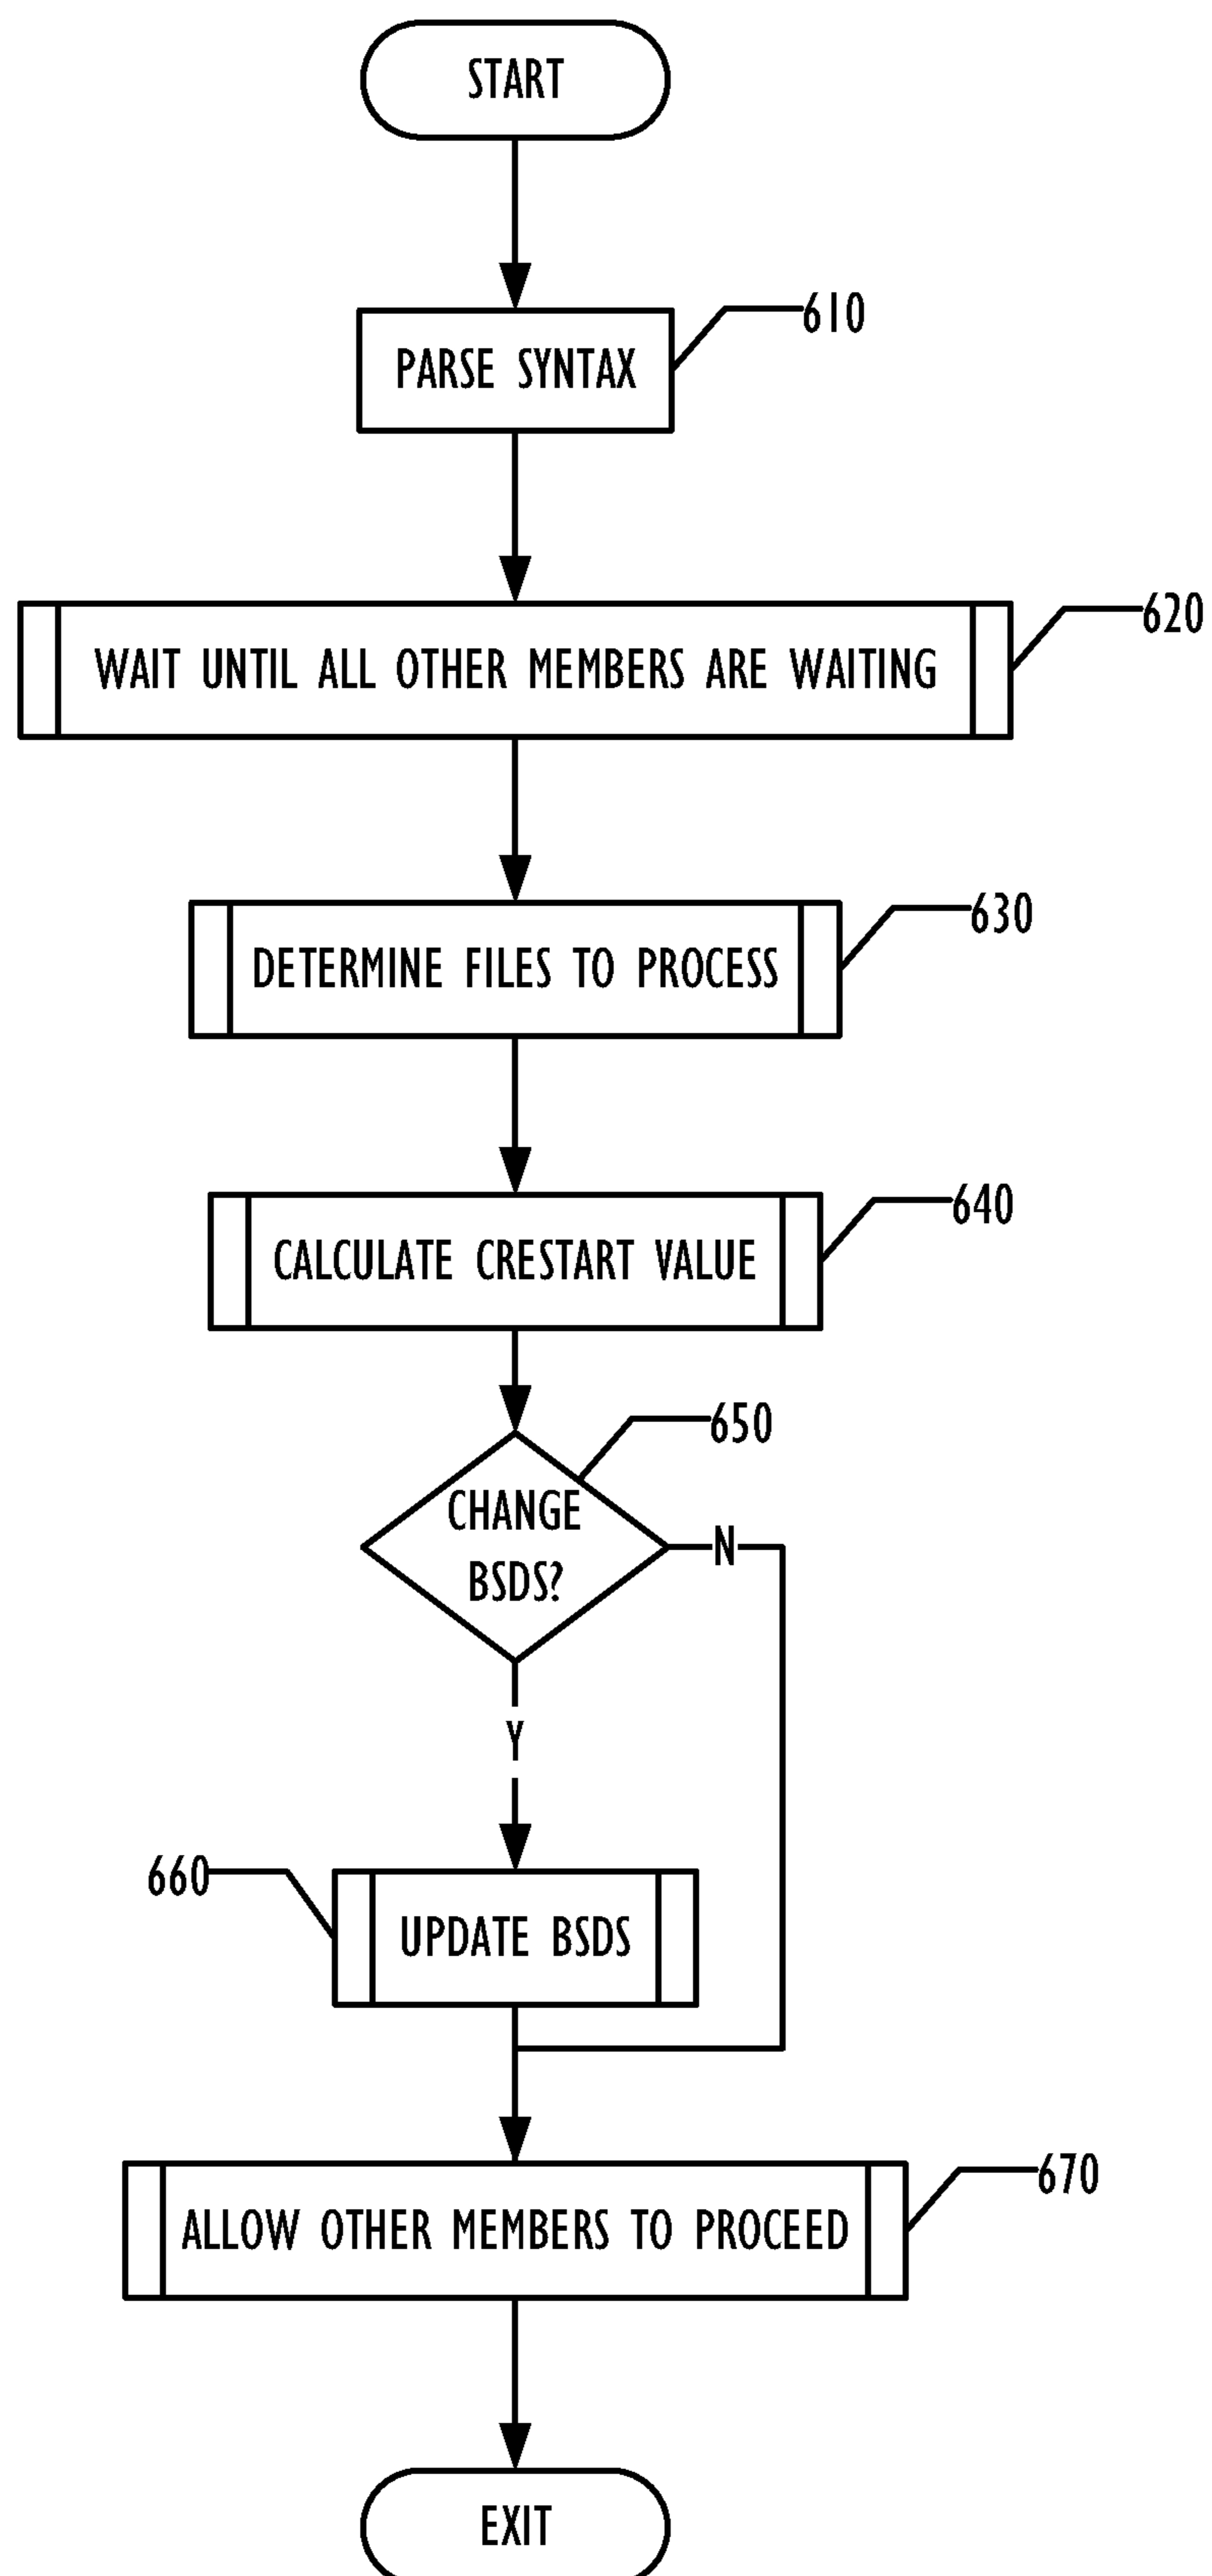 START
610
PARSE SYNTAX
620
WAIT UNTIL ALL OTHER MEMBERS ARE WAITING
630
DETERMINE FILES TO PROCESS
640
CALCULATE CRESTART VALUE
650
CHANGE
BSDS?
N
Y
660
UPDATE BSDS
670
ALLOW OTHER MEMBERS TO PROCEED
EXIT